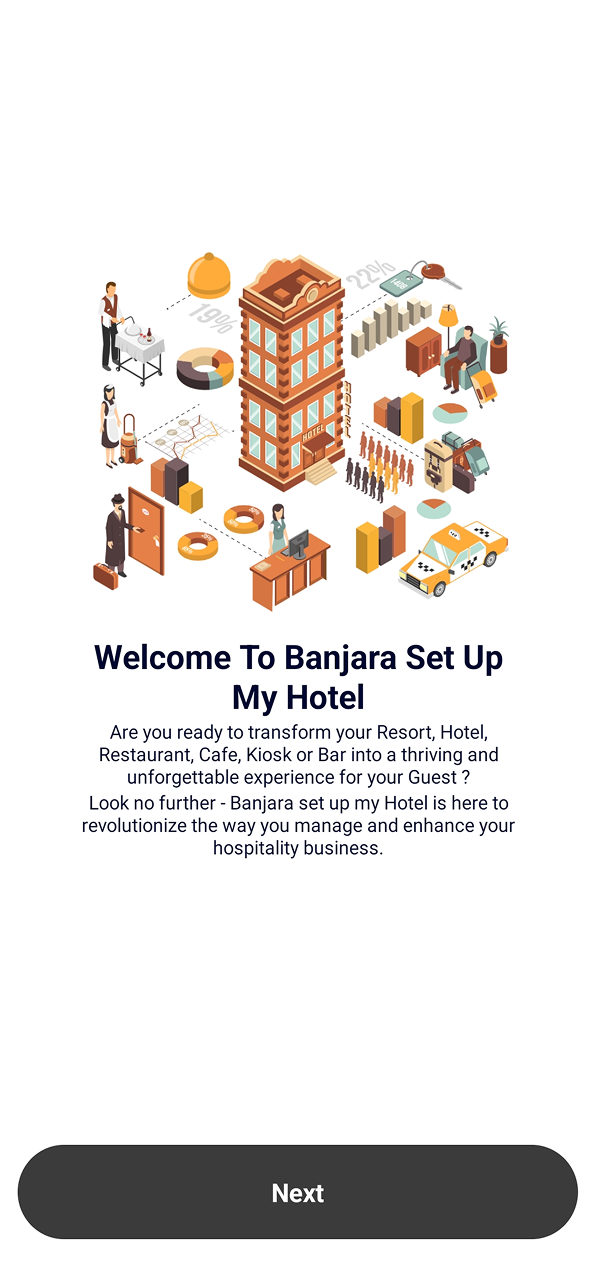 22%
1408
19%
HOTEL
HOTEL
Welcome To Banjara Set Up
My Hotel
Are you ready to transform your Resort, Hotel,
Restaurant, Cafe, Kiosk or Bar into a thriving and
unforgettable experience for your Guest ?
Look no further - Banjara set up my Hotel is here to
revolutionize the way you manage and enhance your
hospitality business.
Next